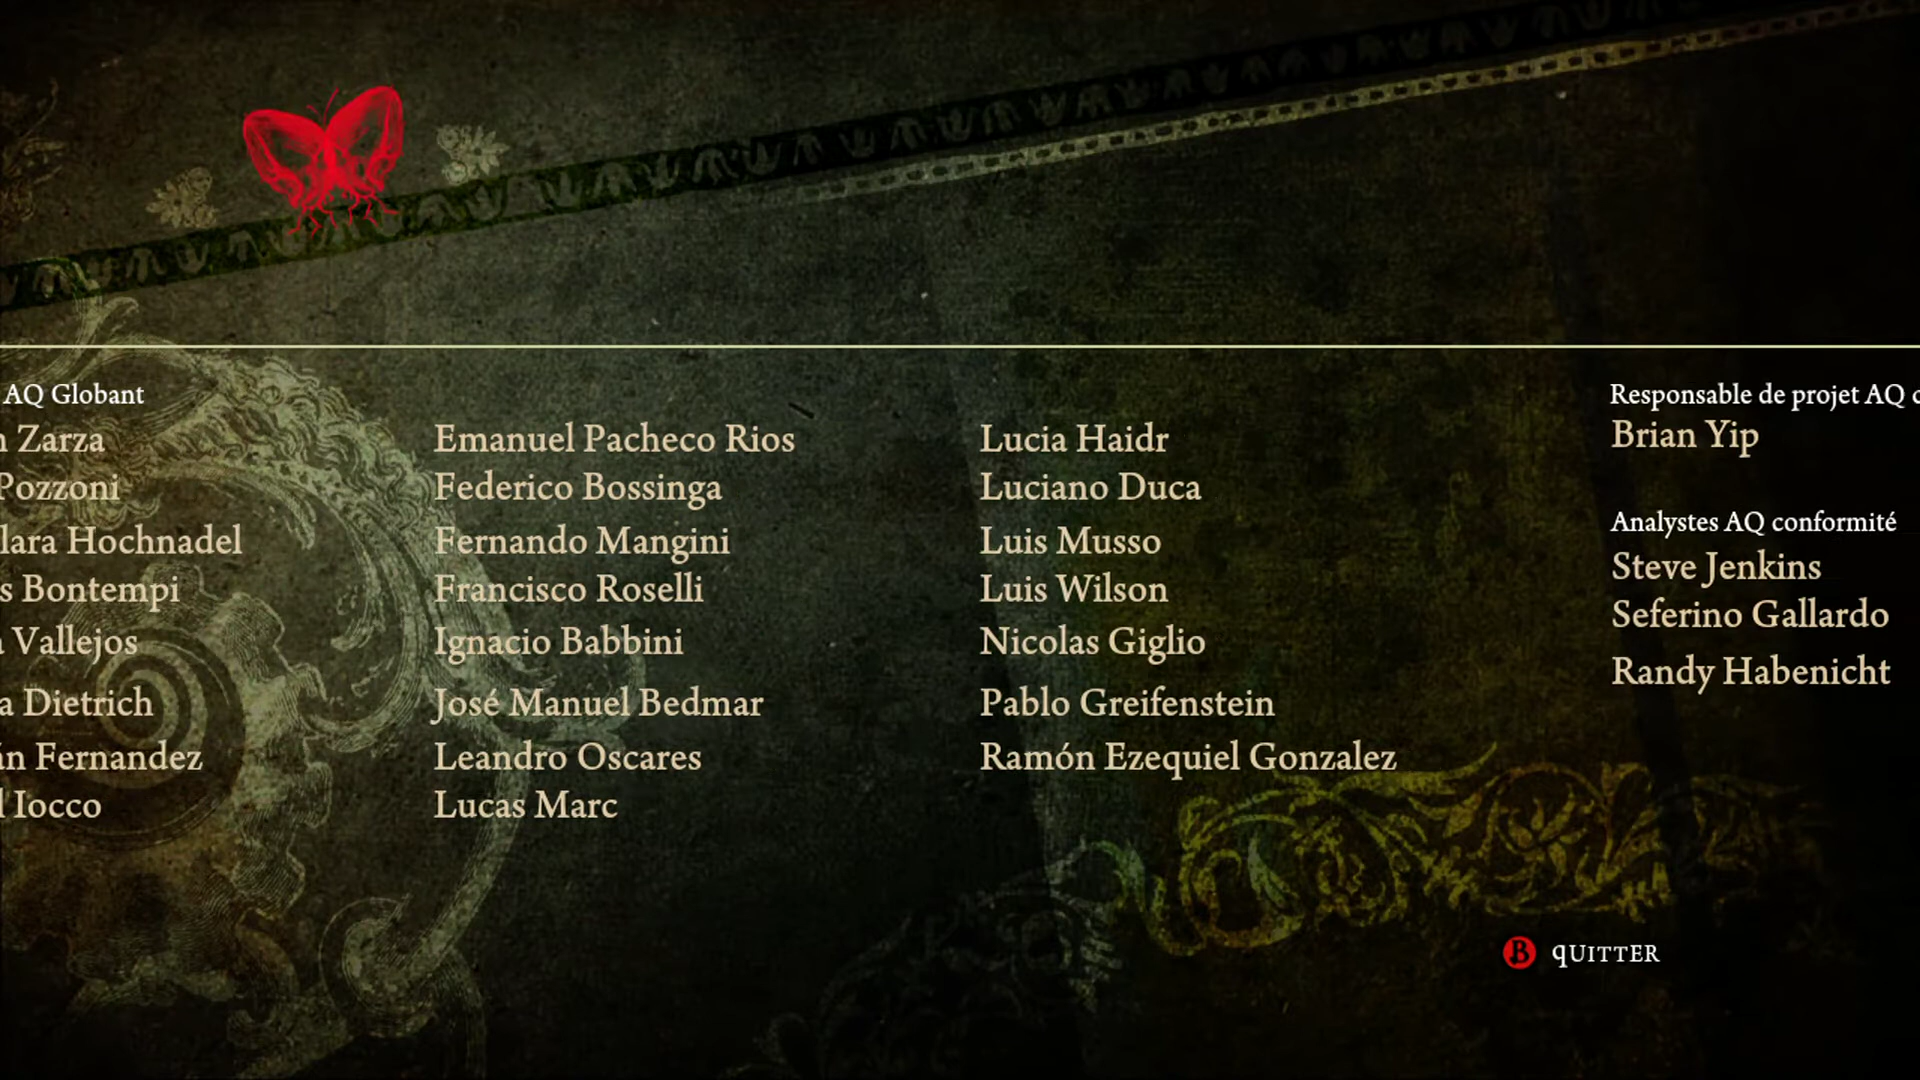 AQ Globant
Zarza
Pozzoni
Hochnadel
Bontempi
Vallejos
Dietrich
Fernandez
Iocco
Emanuel Pacheco Rios
Federico Bossinga
Fernando Mangini
Francisco Roselli
Ignacio Babbini
José Manuel Bedmar
Leandro Oscares
Lucas Marc
Lucia Haidr
Luciano Duca
Luis Musso
Luis Wilson
Nicolas Giglio
Pablo Greifenstein
Ramón Ezequiel Gonzalez
Responsable de projet AQ
Brian Yip
Analystes AQ conformité
Steve Jenkins
Seferino Gallardo
Randy Habenicht
B QUITTER